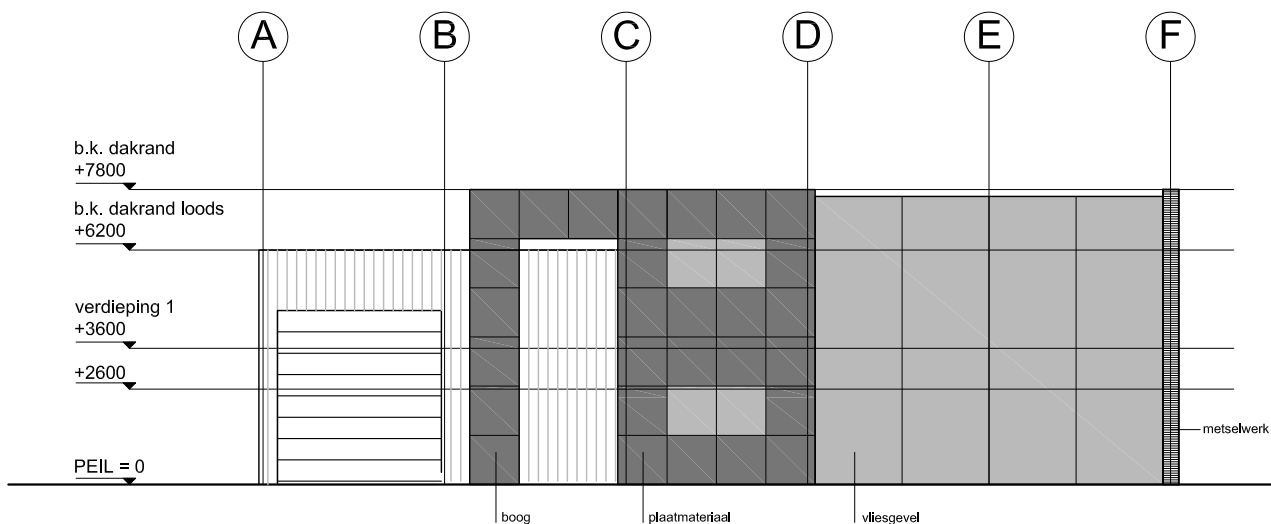 A B C D E F
b.k. dakrand
+7800
b.k. dakrand loods
+6200
verdieping 1
+3600
+2600
metselwerk
PEIL = 0
boog plaatmateriaal vliesgevel